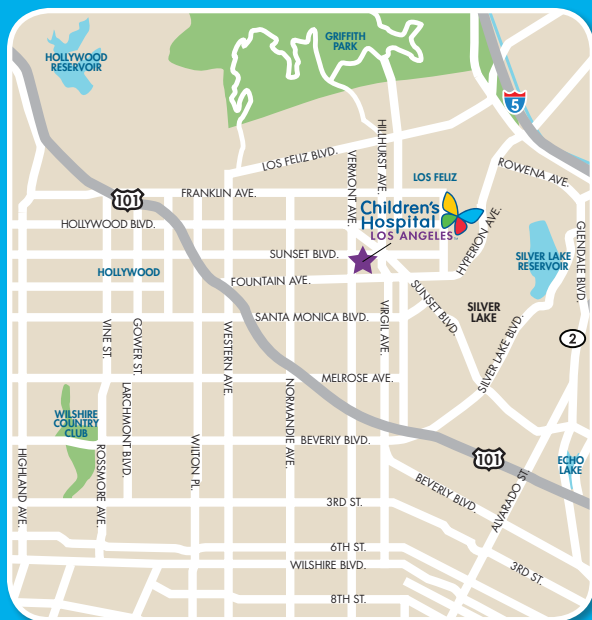 GRIFFITH
PARK
HOLLYWOOD
RESERVOIR
5
HILLHURST AVE.
LOS FELIZ BLVD.
VERMONT AVE.
LOS FELIZ
ROWENA AVE.
101
FRANKLIN AVE.
Children's
Hospital
LOS ANGELES
HYPERION AVE.
HOLLYWOOD BLVD.
GLENDALE BLVD.
SUNSET BLVD.
SILVER LAKE
RESERVOIR
HOLLYWOOD
FOUNTAIN AVE.
SUNSET BLVD.
SILVER
LAKE
SANTA MONICA BLVD.
VIRGIL AVE.
VINE ST.
GOWER ST.
WESTERN AVE.
SILVER LAKE BLVD.
2
MELROSE AVE.
NORMANDIE AVE.
LARCHMONT BLVD.
WILSHIRE
COUNTRY
CLUB
WILTON PL.
BEVERLY BLVD.
HIGHLAND AVE.
ROSSMORE AVE.
101
ECHO
LAKE
BEVERLY BLVD.
ALVARADO ST.
3RD ST.
6TH ST.
WILSHIRE BLVD.
3RD ST.
8TH ST.